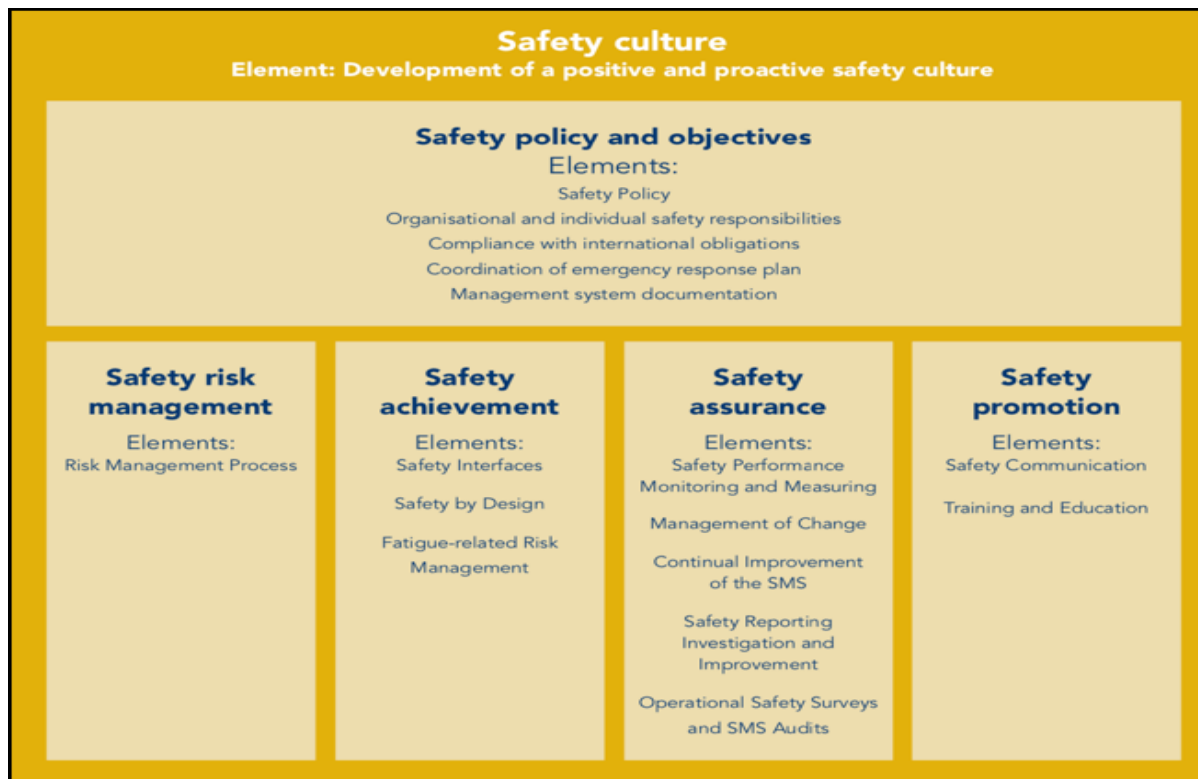 Safety culture
Element: Development of a positive and proactive safety culture
Safety policy and objectives
Elements:
Safety Policy
Organisational and individual safety responsibilities
Compliance with international obligations
Coordination of emergency response plan
Management system documentation
Safety risk
management
Elements:
Risk Management Process
Safety
achievement
Elements:
Safety Interfaces
Safety by Design
Fatigue-related Risk
Management
Safety
assurance
Elements:
Safety Performance
Monitoring and Measuring
Management of Change
Continual Improvement
of the SMS
Safety Reporting
Investigation and
Improvement
Operational Safety Surveys
and SMS Audits
Safety
promotion
Elements:
Safety Communication
Training and Education